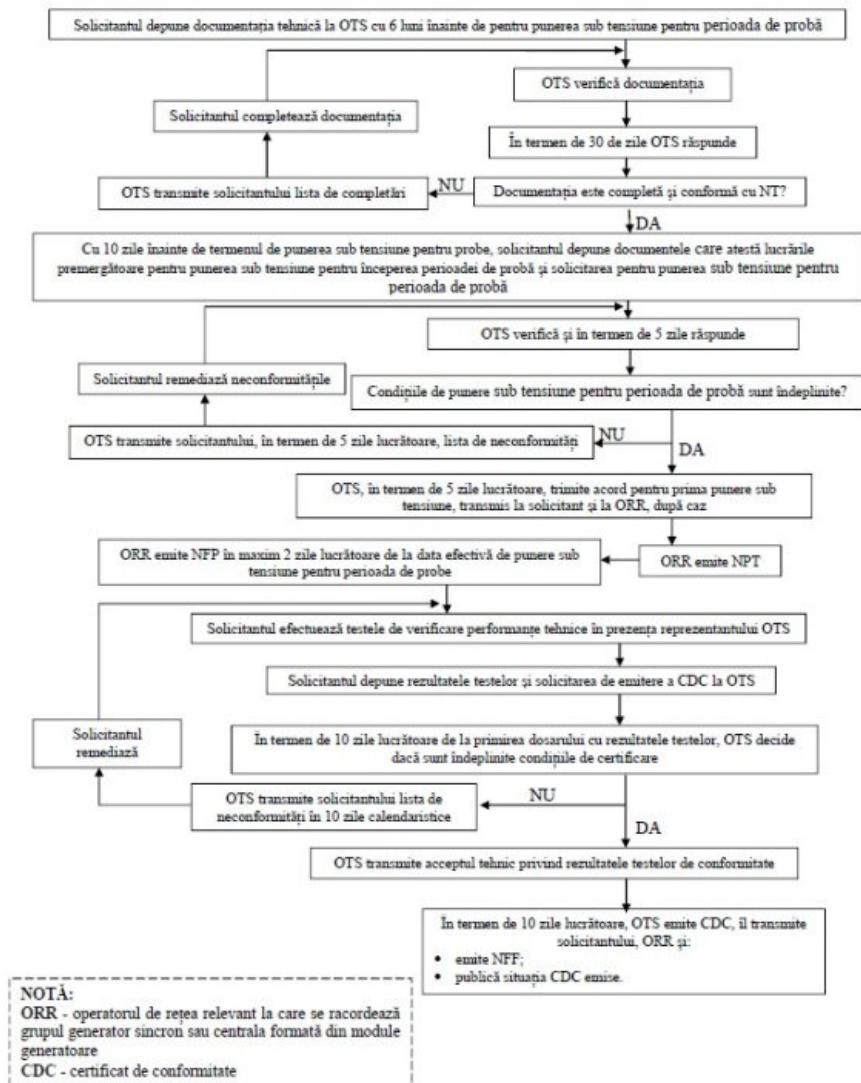 Solicitantul depune documentația tehnică la OTS cu 6 luni înainte de pentru punerea sub tensiune pentru perioada de probă
OTS verifică documentația
Solicitantul completează documentația
În termen de 30 de zile OTS răspunde
OTS transmite solicitantului lista de completări
NU
Documentația este completă și conformă cu NT?
DA
Cu 10 zile înainte de termenul de punerea sub tensiune pentru probe, solicitantul depune documentele care atestă lucrările
premergătoare pentru punerea sub tensiune pentru începerea perioadei de probă și solicitarea pentru punerea sub tensiune pentru
perioada de probă
OTS verifică și în termen de 5 zile răspunde
Solicitantul remediază neconformitățile
Condițiile de punere sub tensiune pentru perioada de probă sunt îndeplinite?
OTS transmite solicitantului, în termen de 5 zile lucrătoare, lista de neconformități
NU
DA
OTS, în termen de 5 zile lucrătoare, trimite acord pentru prima punere sub
tensiune, transmis la solicitant și la ORR, după caz
ORR emite NFP în maxim 2 zile lucrătoare de la data efectivă de punere sub
tensiune pentru perioada de probe
ORR emite NPT
Solicitantul efectuează testele de verificare performanțe tehnice în prezența reprezentantului OTS
Solicitantul depune rezultatele testelor și solicitarea de emitere a CDC la OTS
Solicitantul
remediază
În termen de 10 zile lucrătoare de la primirea dosarului cu rezultatele testelor, OTS decide
dacă sunt îndeplinite condițiile de certificare
OTS transmite solicitantului lista de
neconformități în 10 zile calendaristice
NU
DA
OTS transmite acceptul tehnic privind rezultatele testelor de conformitate
În termen de 10 zile lucrătoare, OTS emite CDC, îl transmite
solicitantului, ORR și:
• emite NFF;
• publică situația CDC emise.
NOTĂ:
ORR - operatorul de rețea relevant la care se racordează
grupul generator sincron sau centrala formată din module
generatoare
CDC - certificat de conformitate